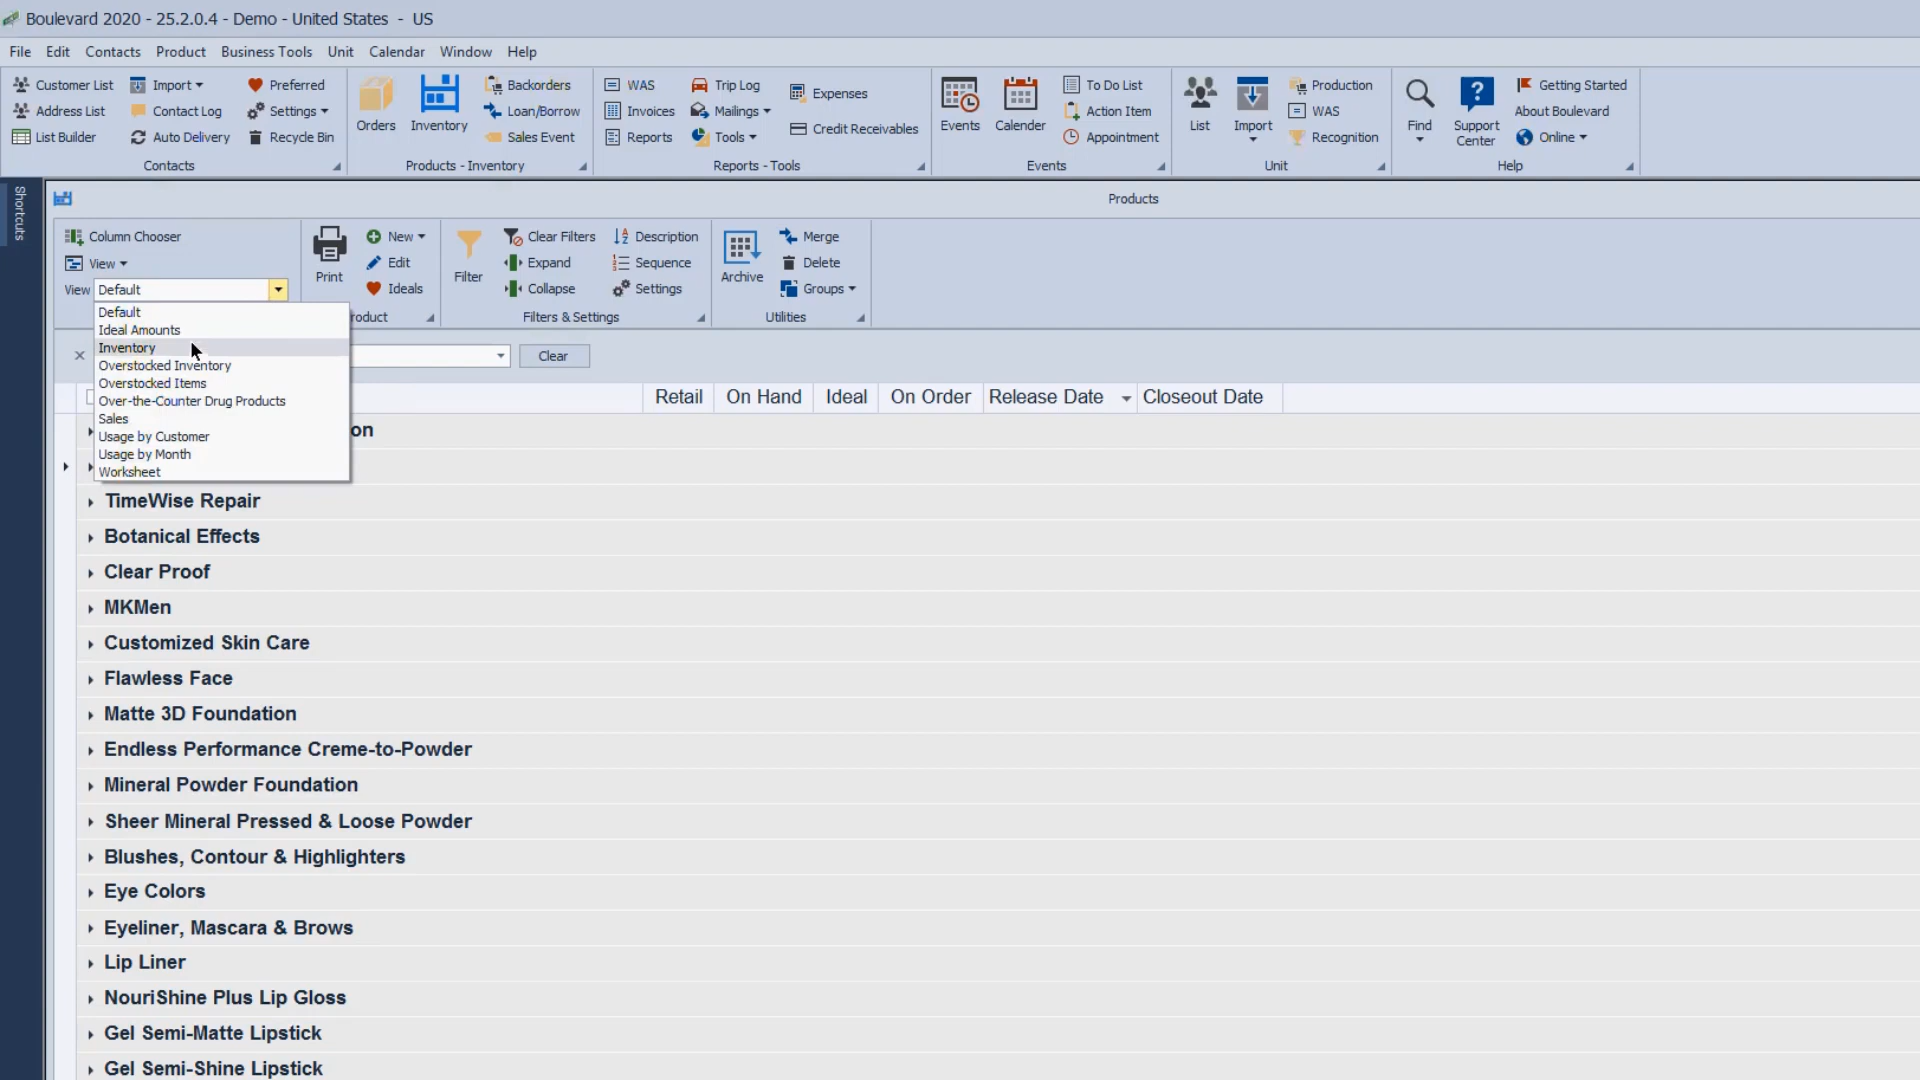 Boulevard 2020 - 25.2.0.4 - Demo - United States - US
File Edit Contacts Product Business Tools Unit Calendar Window Help
Customer List Import Preferred
Address List Contact Log Settings
List Builder Auto Delivery Recycle Bin
Contacts
Orders Inventory Backorders
Loan/Borrow
Sales Event
Products - Inventory
WAS Trip Log Expenses
Invoices Mailings
Reports Tools Credit Receivables
Reports - Tools
Events Calender To Do List
Action Item
Appointment
Events
List Import Production
WAS
Recognition
Unit
Find Support Center Getting Started
About Boulevard
Online
Help
Shortcuts
Products
Column Chooser
View
View Default
Print New
Edit
Ideals
roduct
Filter Clear Filters Description
Expand Sequence
Collapse Settings
Filters & Settings
Archive Merge
Delete
Groups
Utilities
Default
Ideal Amounts
Inventory
Overstocked Inventory
Overstocked Items
Over-the-Counter Drug Products
Sales
Usage by Customer
Usage by Month
Worksheet
Clear
Retail On Hand Ideal On Order Release Date Closeout Date
on
TimeWise Repair
Botanical Effects
Clear Proof
MKMen
Customized Skin Care
Flawless Face
Matte 3D Foundation
Endless Performance Creme-to-Powder
Mineral Powder Foundation
Sheer Mineral Pressed & Loose Powder
Blushes, Contour & Highlighters
Eye Colors
Eyeliner, Mascara & Brows
Lip Liner
NouriShine Plus Lip Gloss
Gel Semi-Matte Lipstick
Gel Semi-Shine Lipstick